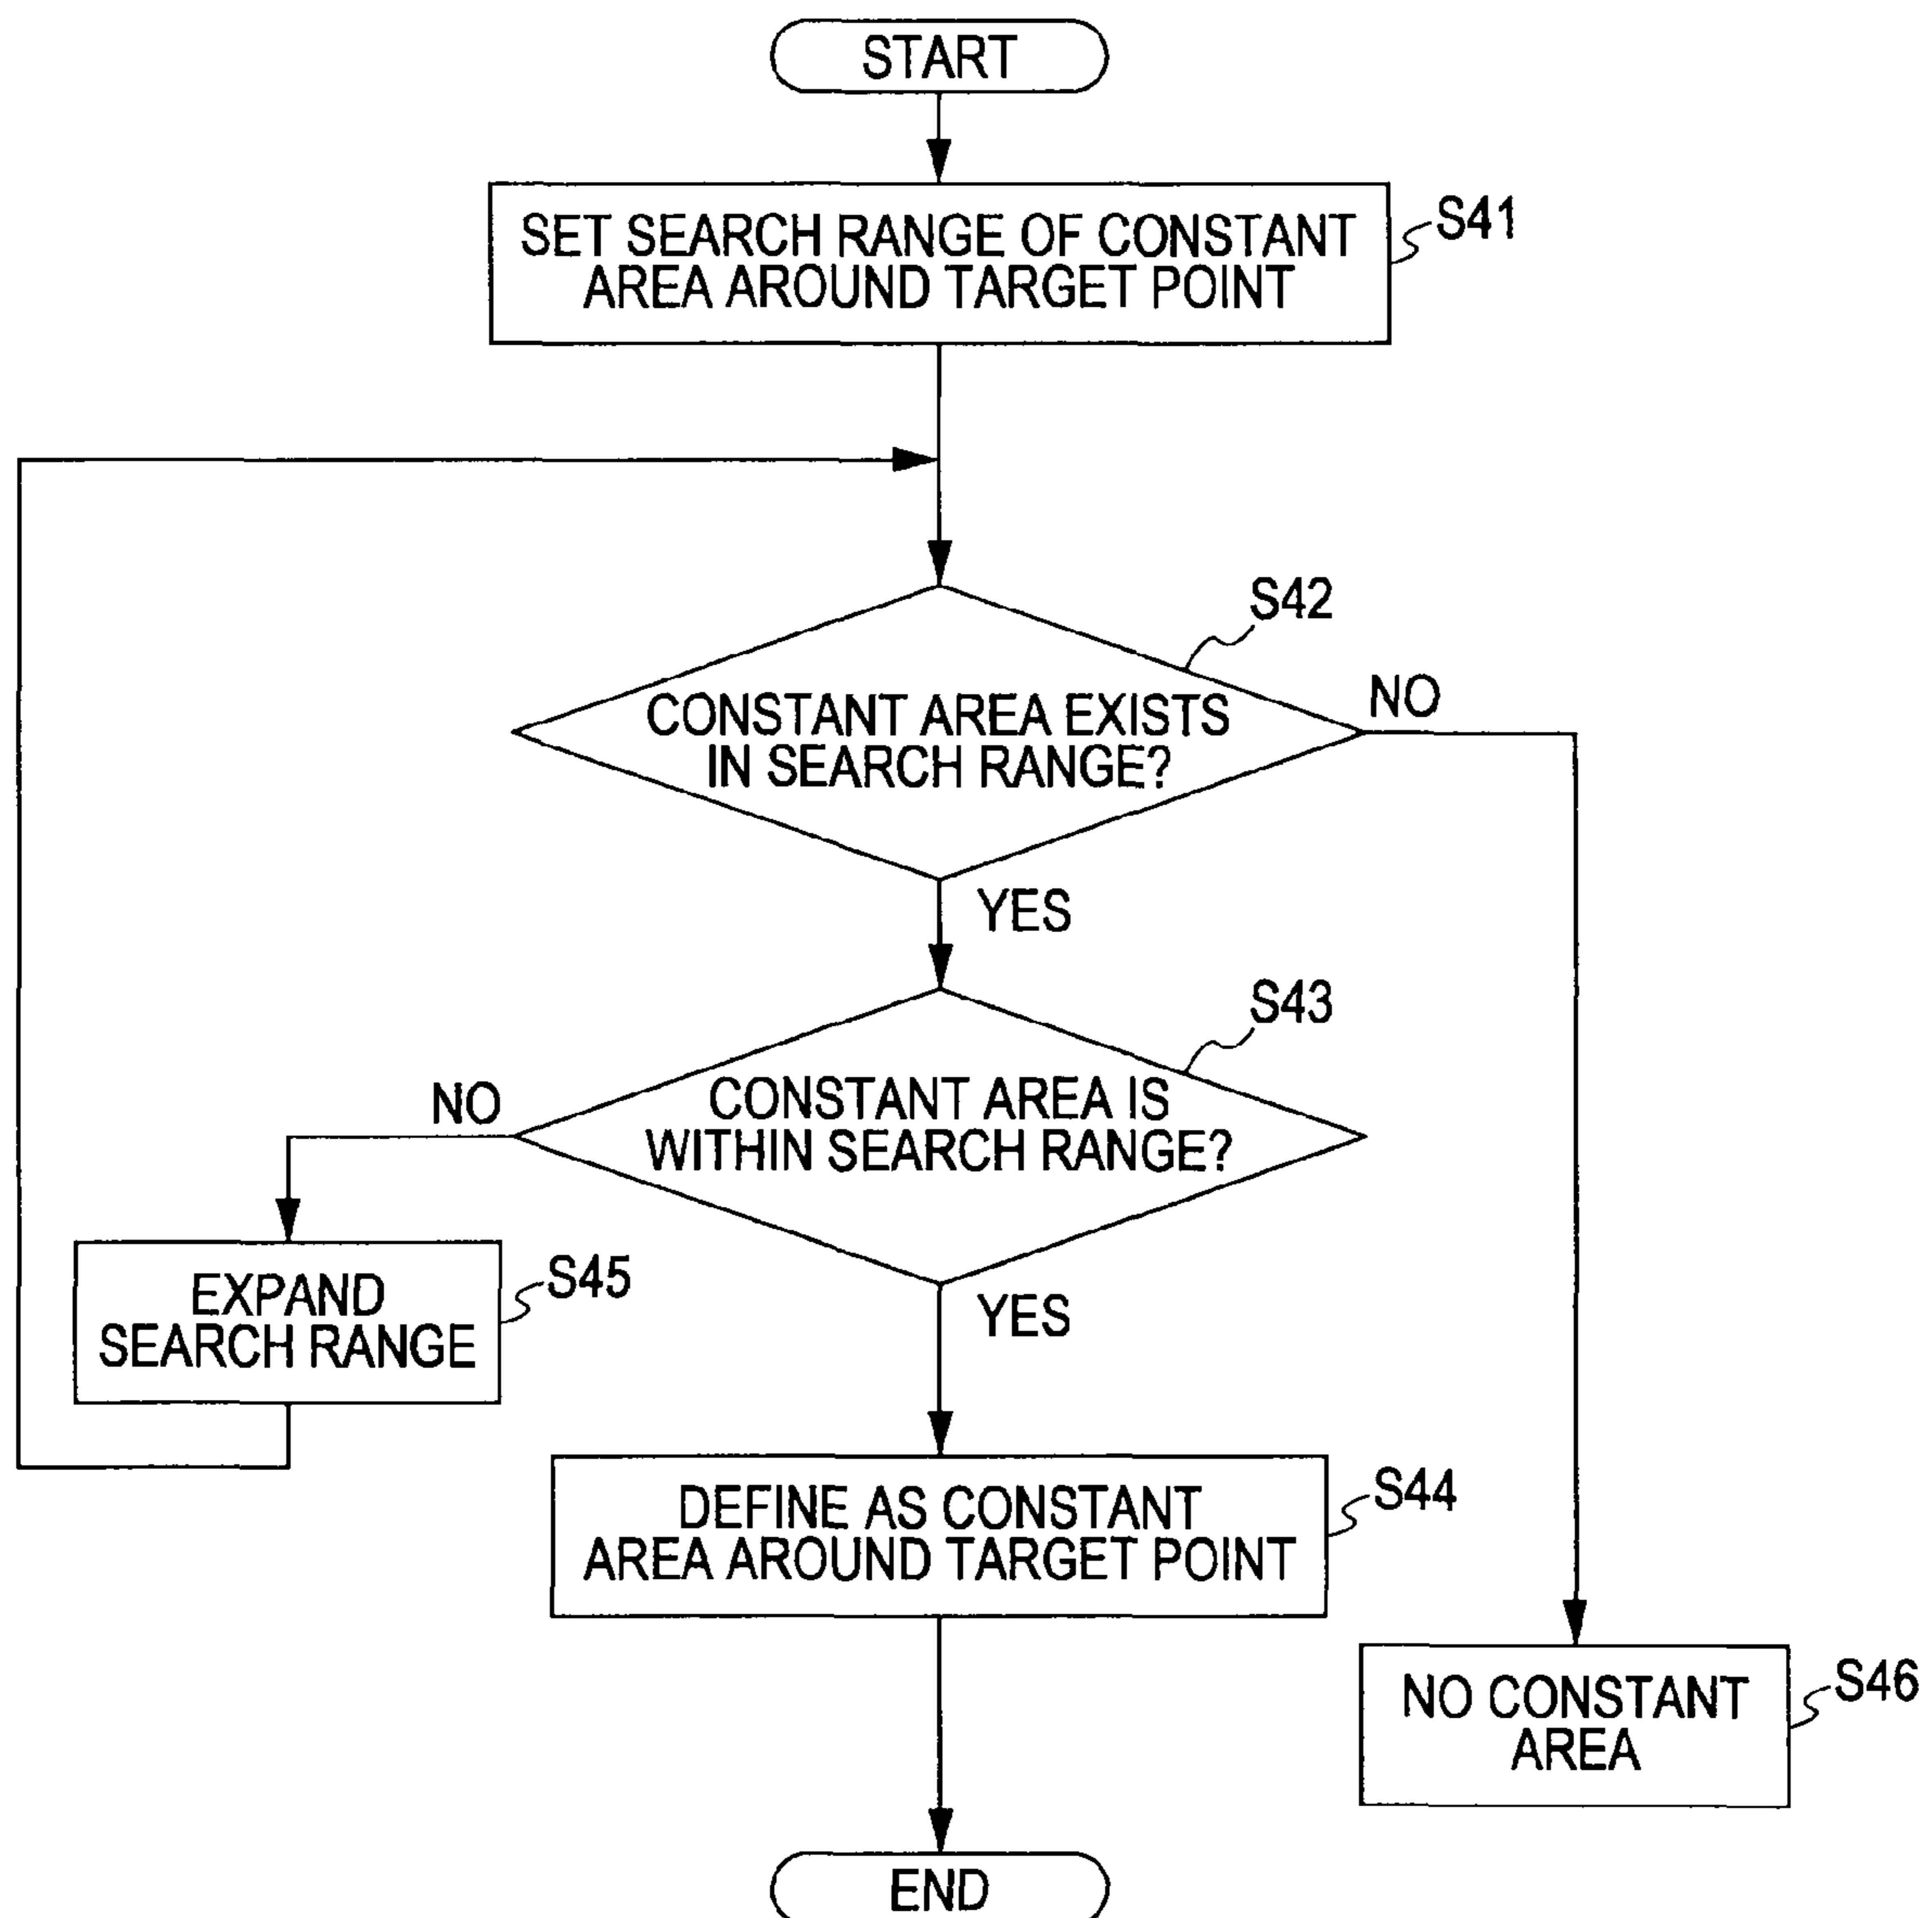 START
SET SEARCH RANGE OF CONSTANT
AREA AROUND TARGET POINT
S41
S42
CONSTANT AREA EXISTS
IN SEARCH RANGE?
NO
YES
S43
CONSTANT AREA IS
WITHIN SEARCH RANGE?
NO
YES
EXPAND
SEARCH RANGE
S45
DEFINE AS CONSTANT
AREA AROUND TARGET POINT
S44
NO CONSTANT
AREA
S46
END